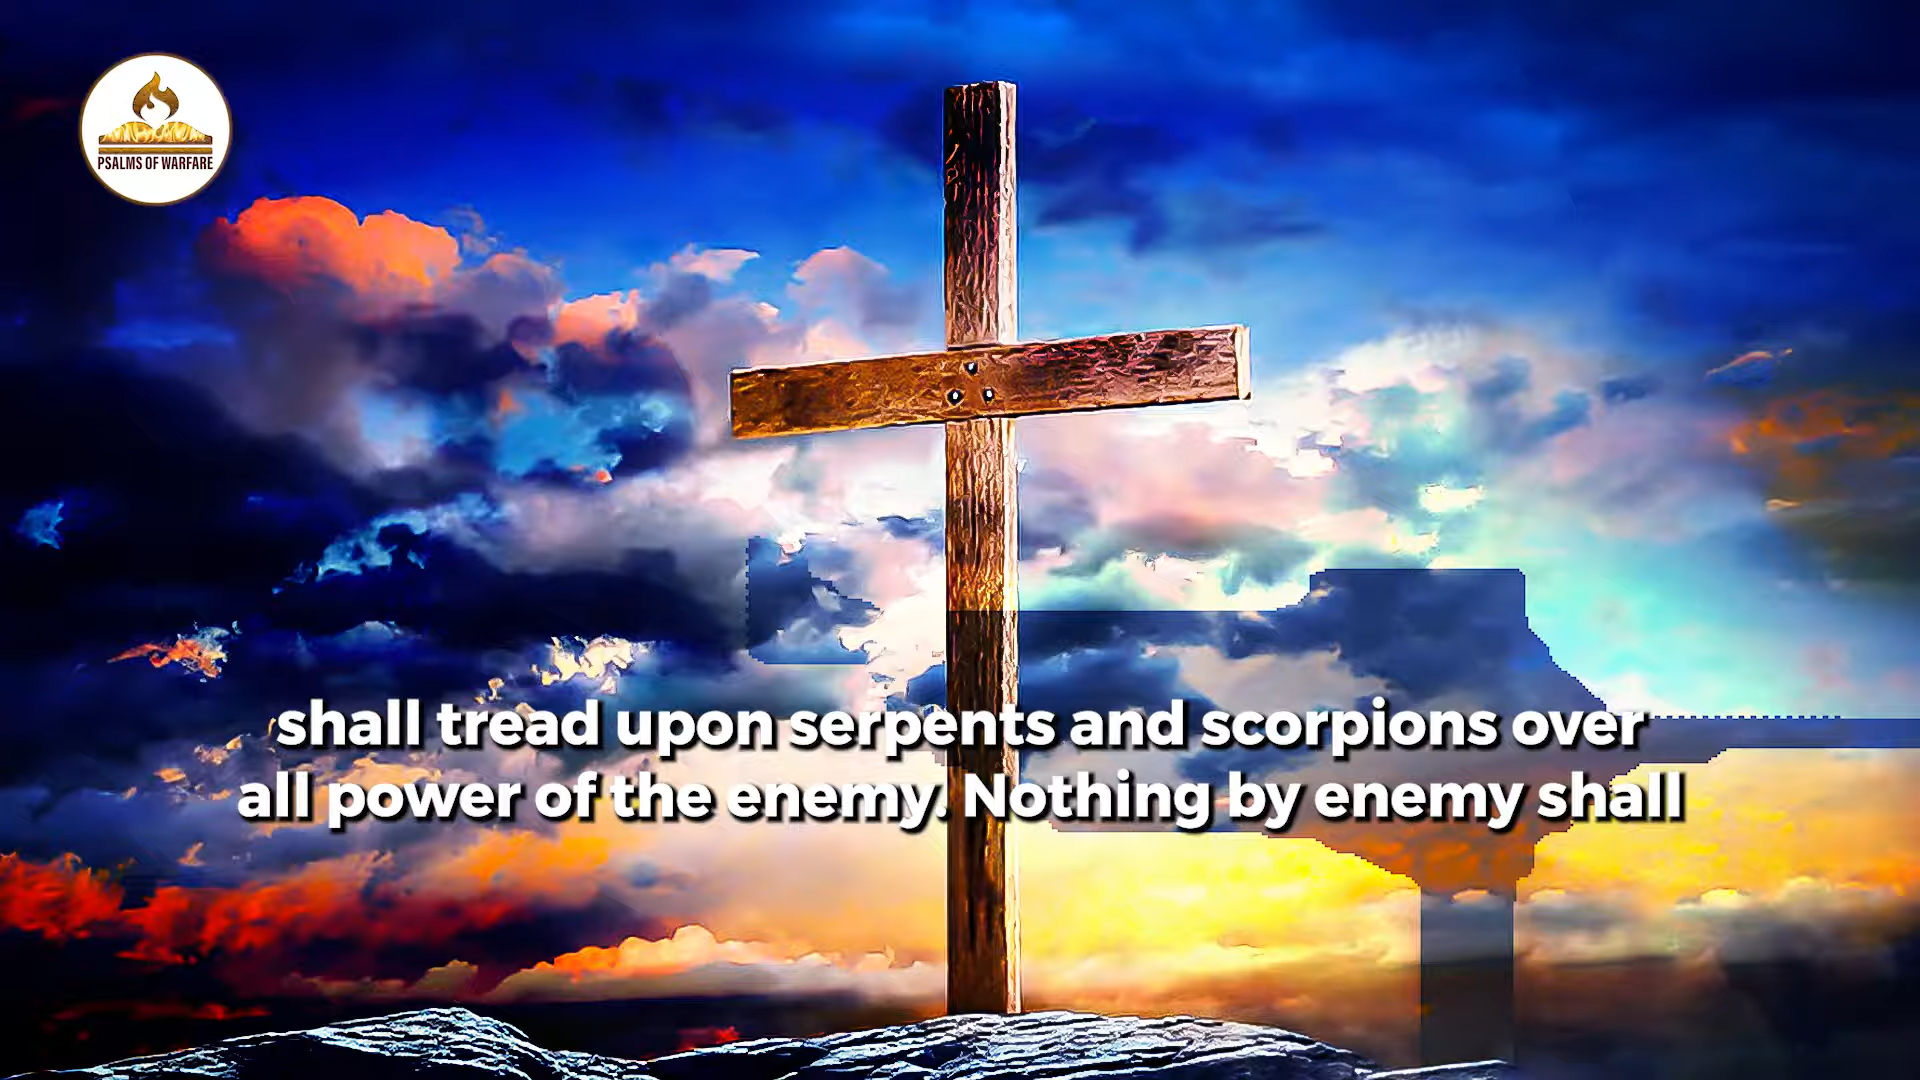 PSALMS OF WARFARE
shall tread upon serpents and scorpions over
all power of the enemy. Nothing by enemy shall